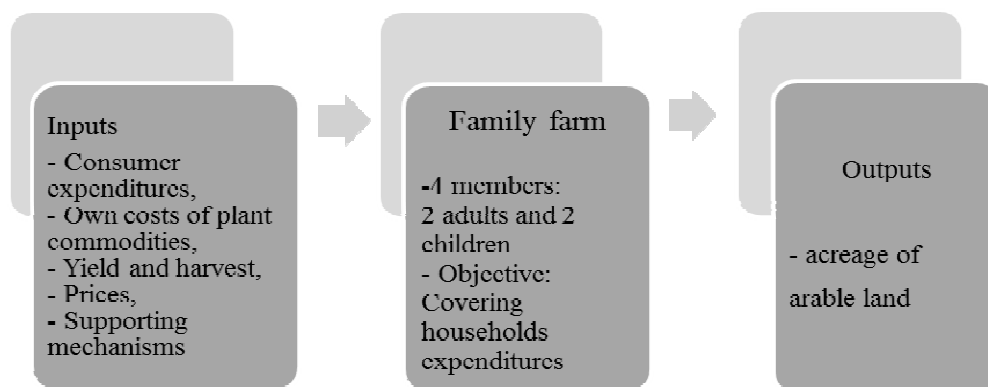 Inputs
- Consumer
expenditures,
- Own costs of plant
commodities,
- Yield and harvest,
- Prices,
- Supporting
mechanisms
Family farm
-4 members:
2 adults and 2
children
- Objective:
Covering
households
expenditures
Outputs
- acreage of
arable land